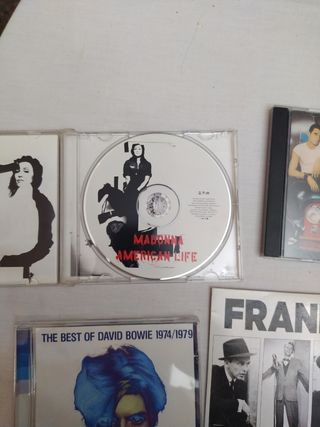 MADONNA
AMERICAN LIFE
THE BEST OF DAVID BOWIE 1974/1979
FRAN